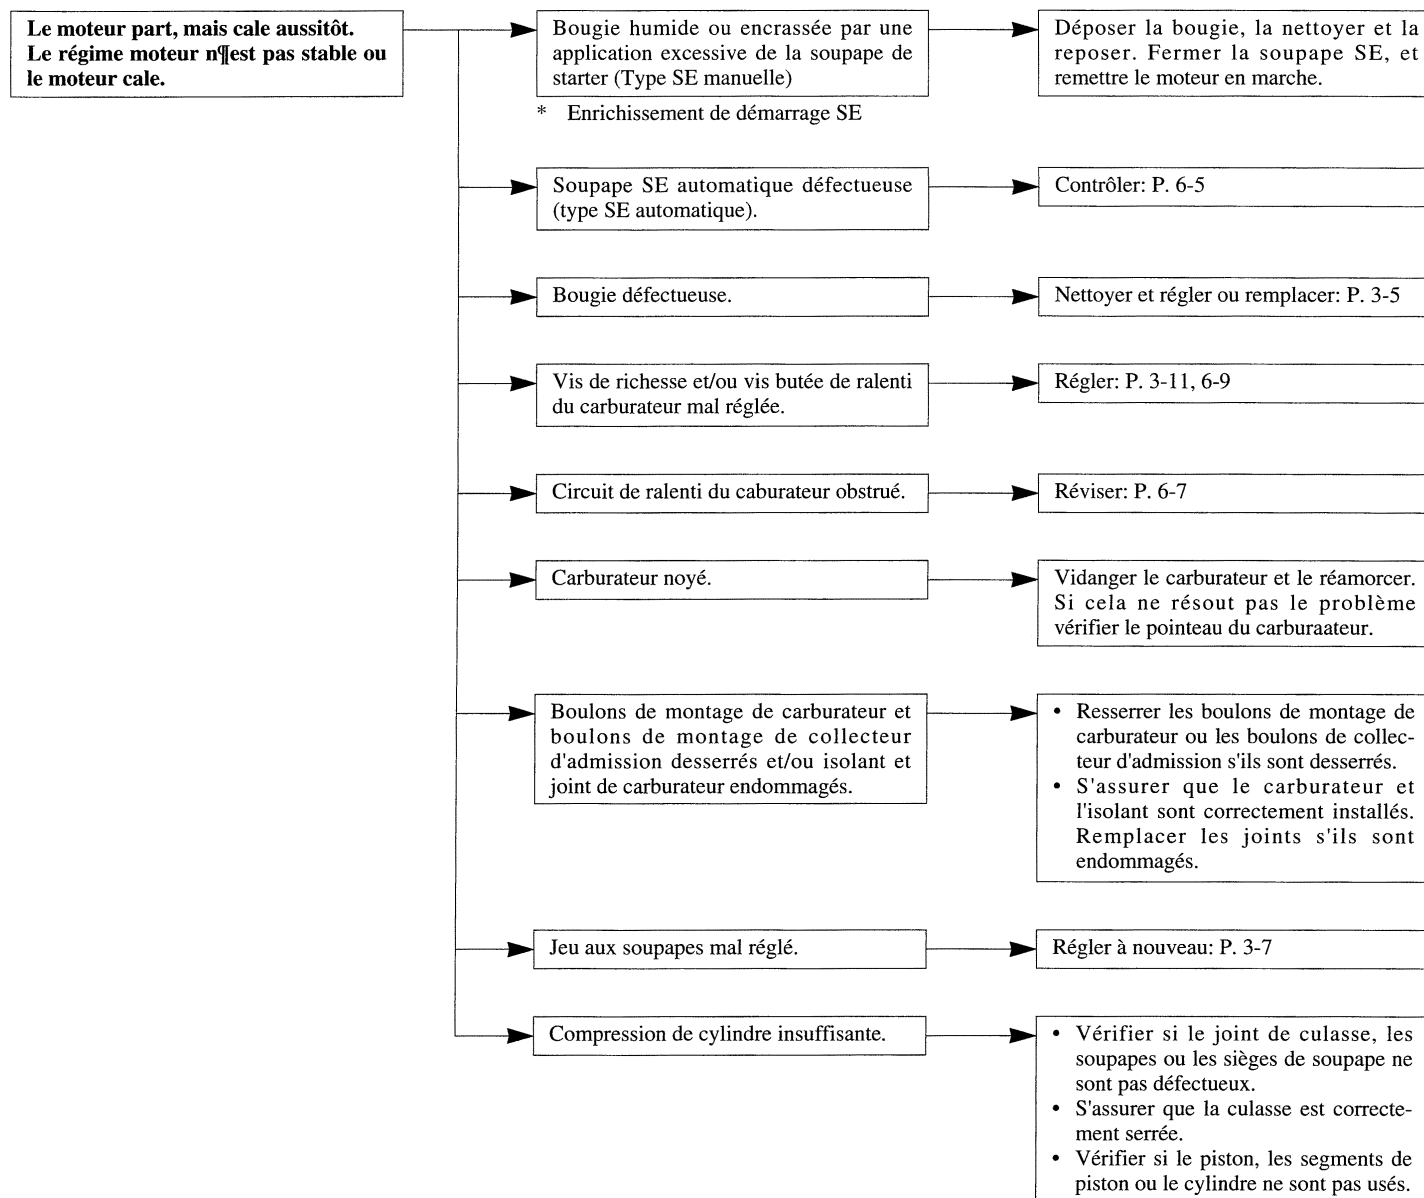 Le moteur part, mais cale aussitôt.
Le régime moteur n¶est pas stable ou
le moteur cale.
Bougie humide ou encrassée par une
application excessive de la soupape de
starter (Type SE manuelle)
* Enrichissement de démarrage SE
Déposer la bougie, la nettoyer et la
reposer. Fermer la soupape SE, et
remettre le moteur en marche.
Soupape SE automatique défectueuse
(type SE automatique).
Contrôler: P. 6-5
Bougie défectueuse.
Nettoyer et régler ou remplacer: P. 3-5
Vis de richesse et/ou vis butée de ralenti
du carburateur mal réglée.
Régler: P. 3-11, 6-9
Circuit de ralenti du caburateur obstrué.
Réviser: P. 6-7
Carburateur noyé.
Vidanger le carburateur et le réamorcer.
Si cela ne résout pas le problème
vérifier le pointeau du carburaateur.
Boulons de montage de carburateur et
boulons de montage de collecteur
d'admission desserrés et/ou isolant et
joint de carburateur endommagés.
• Resserrer les boulons de montage de
carburateur ou les boulons de collec-
teur d'admission s'ils sont desserrés.
• S'assurer que le carburateur et
l'isolant sont correctement installés.
Remplacer les joints s'ils sont
endommagés.
Jeu aux soupapes mal réglé.
Régler à nouveau: P. 3-7
Compression de cylindre insuffisante.
• Vérifier si le joint de culasse, les
soupapes ou les sièges de soupape ne
sont pas défectueux.
• S'assurer que la culasse est correcte-
ment serrée.
• Vérifier si le piston, les segments de
piston ou le cylindre ne sont pas usés.